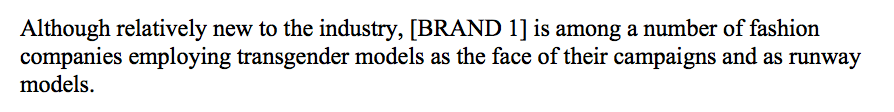 Although relatively new to the industry, [BRAND 1] is among a number of fashion
companies employing transgender models as the face of their campaigns and as runway
models.